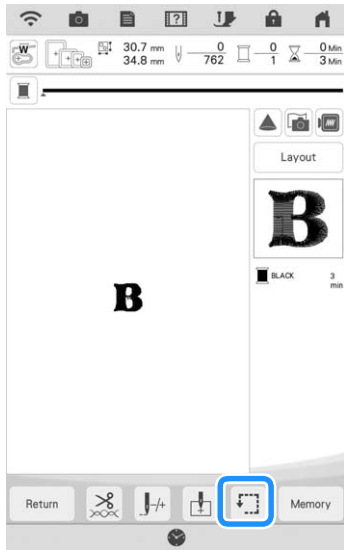 ?
W
30.7 mm
34.8 mm
0
762
0
1
0 Min
3 Min
Layout
B
BLACK 3 min
B
Return
-/+
Memory